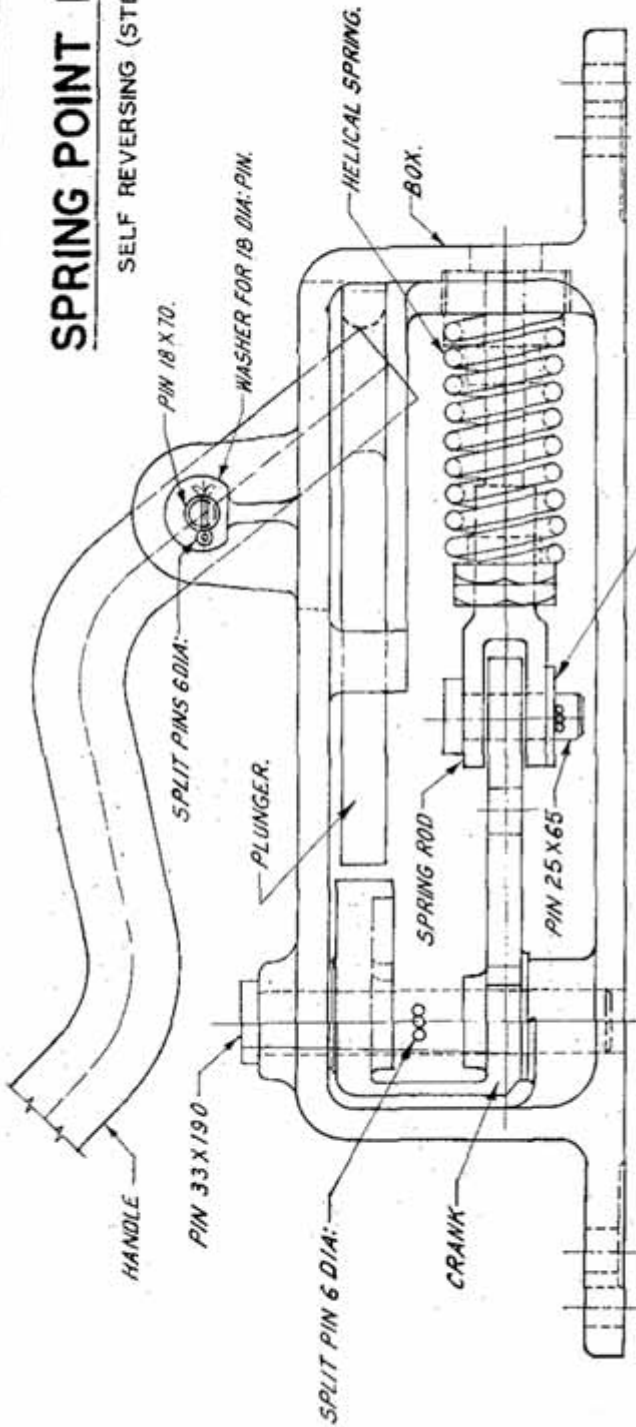 SPRING POINT
SELF REVERSING
PIN 18 X 70.
WASHER FOR 18 DIA: PIN.
HELICAL SPRING.
BOX.
SPLIT PINS 6 DIA:
PLUNGER.
SPRING ROD
PIN 25 X 65
HANDLE
PIN 33 X 190
SPLIT PIN 6 DIA:
CRANK